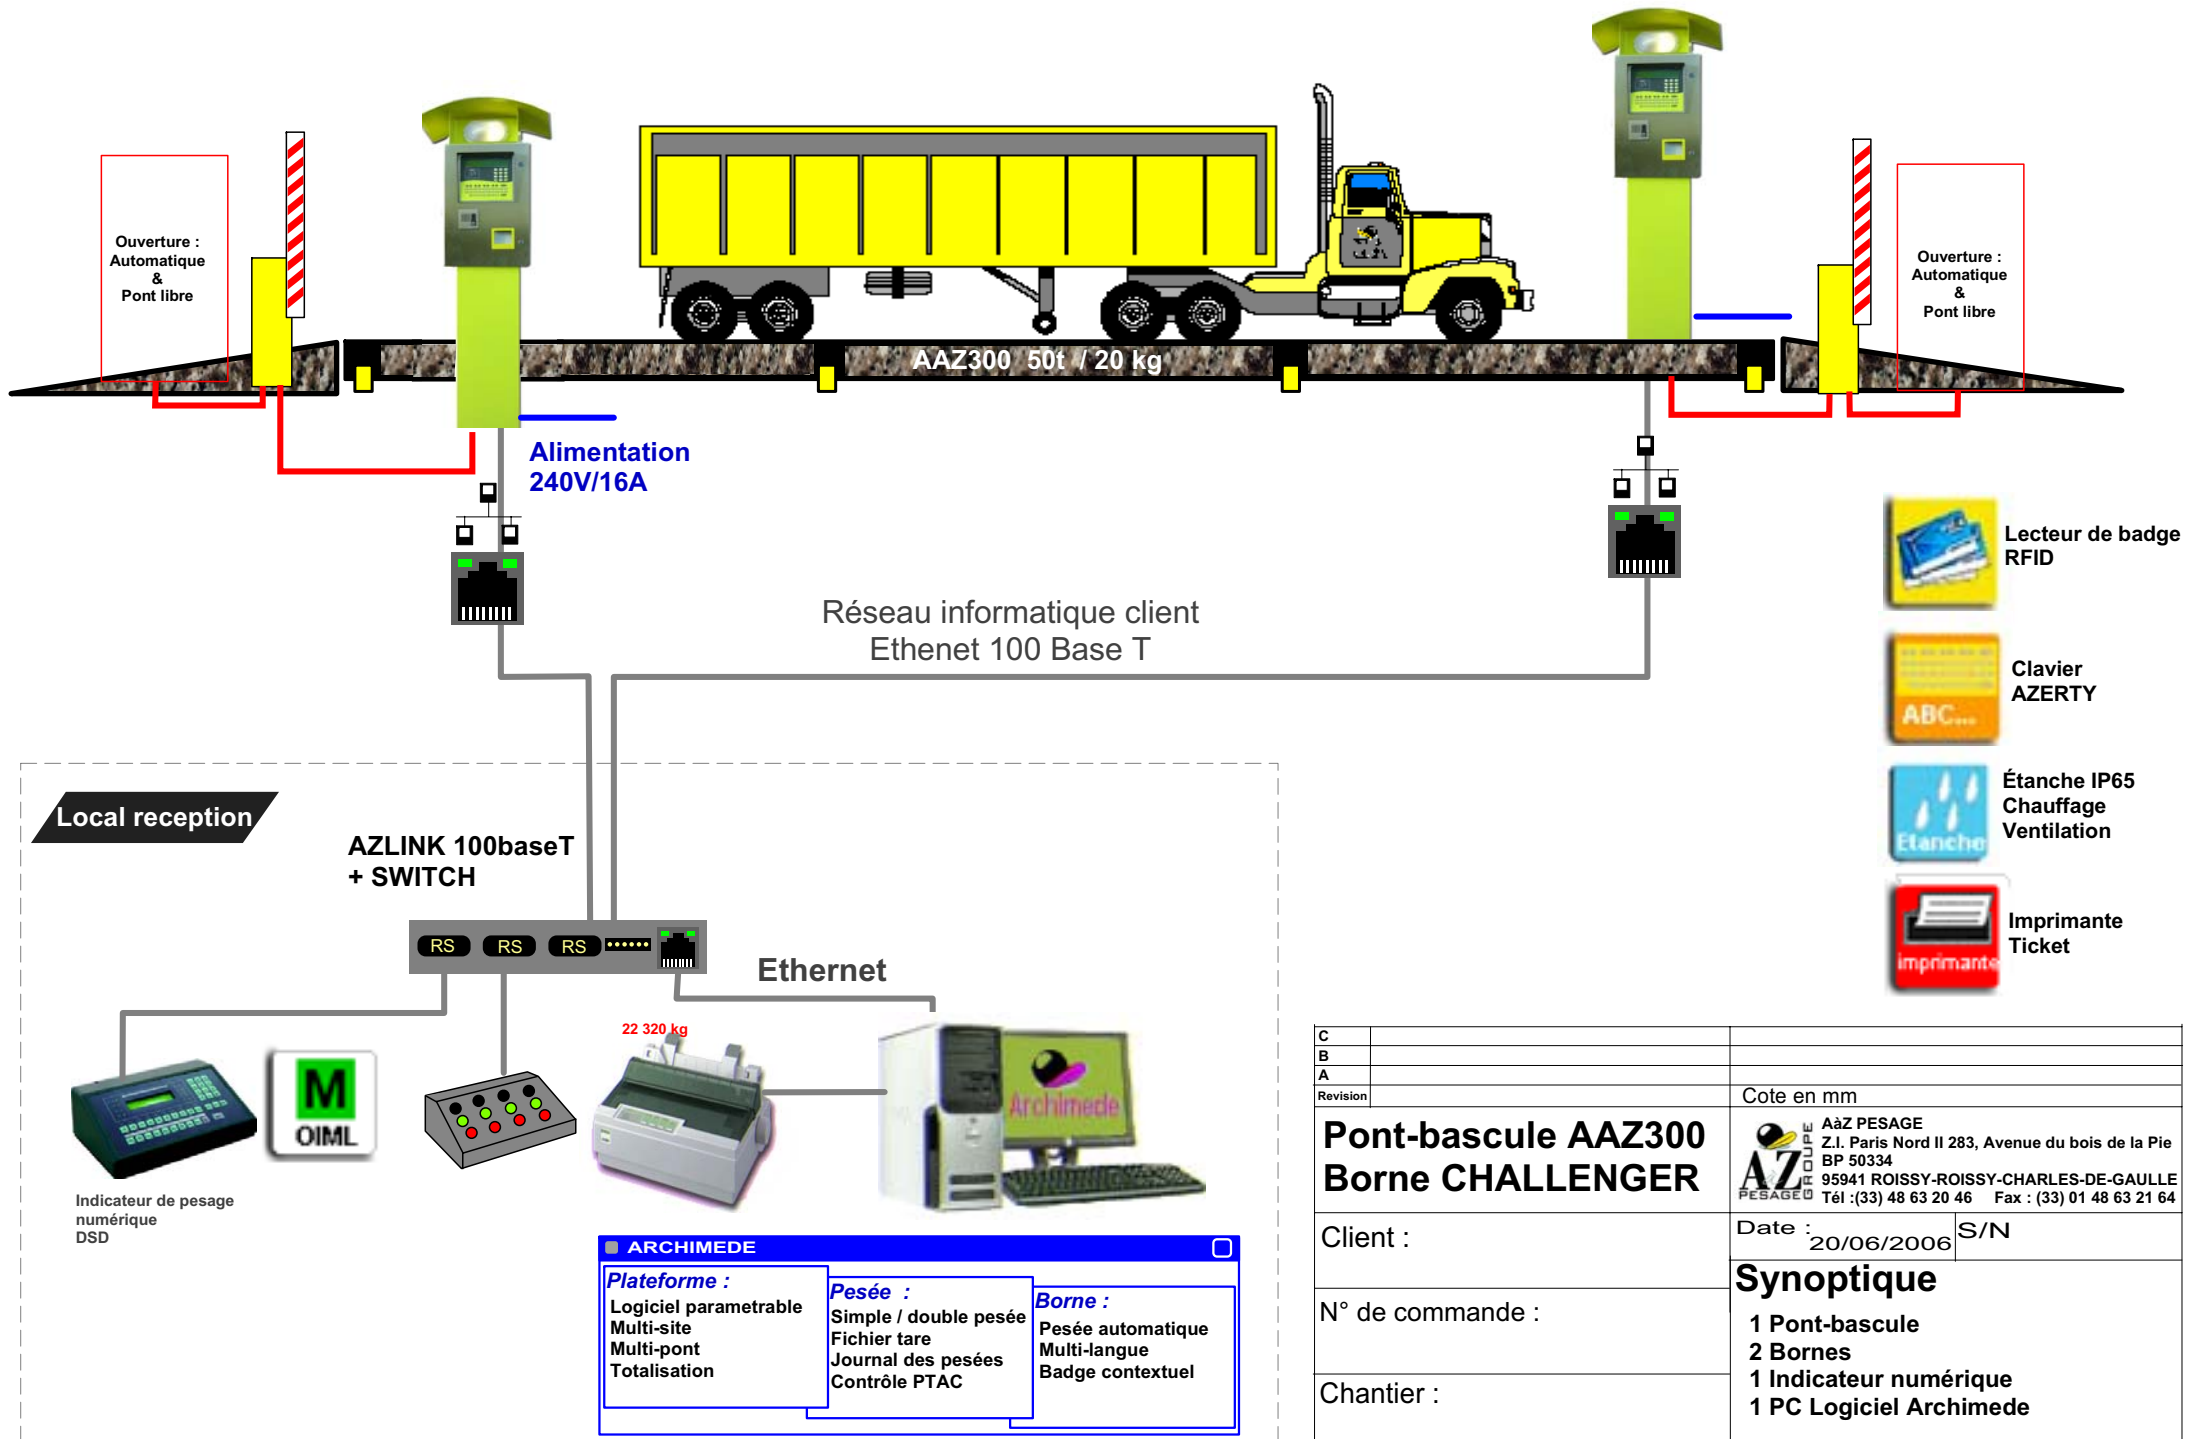 Ouverture :
Automatique
&
Pont libre
Ouverture :
Automatique
&
Pont libre
AAZ300  50t  / 20 kg
Alimentation
240V/16A
Réseau informatique client
Ethenet 100 Base T
Lecteur de badge
RFID
ABC...
Clavier
AZERTY
Etanche
Étanche IP65
Chauffage
Ventilation
imprimante
Imprimante
Ticket
Local reception
AZLINK 100baseT
+ SWITCH
RS
RS
RS
Ethernet
22 320 kg
M
OIML
Archimede
Indicateur de pesage
numérique
DSD
ARCHIMEDE
Plateforme :
Logiciel parametrable
Multi-site
Multi-pont
Totalisation
Pesée  :
Simple / double pesée
Fichier tare
Journal des pesées
Contrôle PTAC
Borne :
Pesée automatique
Multi-langue
Badge contextuel
C
B
A
Revision
Cote en mm
Pont-bascule AAZ300
Borne CHALLENGER
AàZ
PESAGE
GROUPE
AàZ PESAGE
Z.I. Paris Nord II 283, Avenue du bois de la Pie
BP 50334
95941 ROISSY-ROISSY-CHARLES-DE-GAULLE
Tél :(33) 48 63 20 46    Fax : (33) 01 48 63 21 64
Client :
Date : 20/06/2006
S/N
N° de commande :
Chantier :
Synoptique
1 Pont-bascule
2 Bornes
1 Indicateur numérique
1 PC Logiciel Archimede